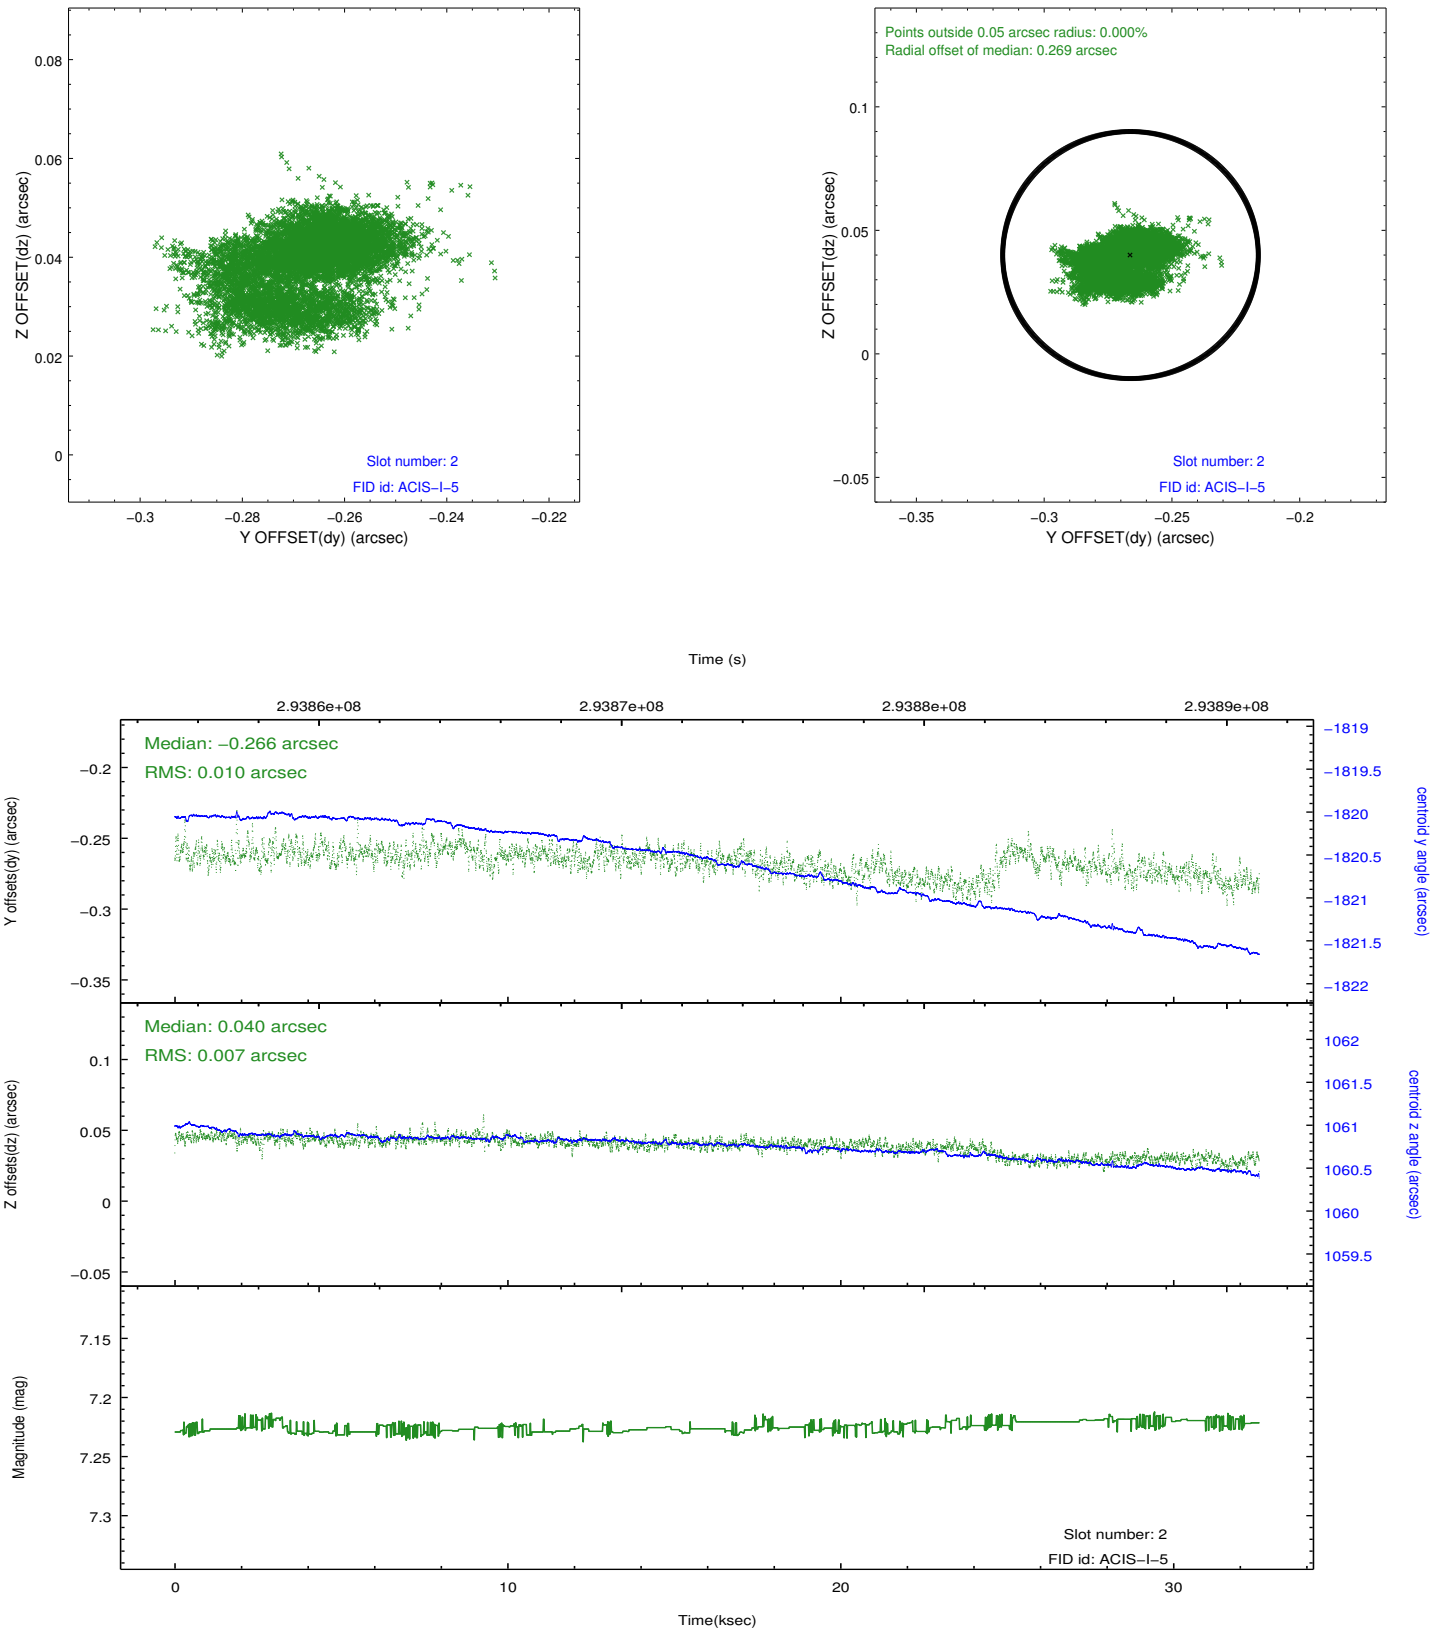 0.08
0.06
0.04
0.02
0
Z OFFSET(dz) (arcsec)
Slot number: 2
FID id: ACIS−I−5
−0.3
−0.28
−0.26
−0.24
−0.22
Y OFFSET(dy) (arcsec)
Points outside 0.05 arcsec radius: 0.000%
Radial offset of median: 0.269 arcsec
0.1
0.05
0
−0.05
Z OFFSET(dz) (arcsec)
Slot number: 2
FID id: ACIS−I−5
−0.35
−0.3
−0.25
−0.2
Y OFFSET(dy) (arcsec)
Time (s)
2.9386e+08
2.9387e+08
2.9388e+08
2.9389e+08
Median: −0.266 arcsec
RMS: 0.010 arcsec
−0.2
−0.25
−0.3
−0.35
Y offsets(dy) (arcsec)
−1819
−1819.5
−1820
−1820.5
−1821
−1821.5
−1822
centroid y angle (arcsec)
Median: 0.040 arcsec
RMS: 0.007 arcsec
0.1
0.05
0
−0.05
Z offsets(dz) (arcsec)
1062
1061.5
1061
1060.5
1060
1059.5
centroid z angle (arcsec)
7.15
7.2
7.25
7.3
Magnitude (mag)
Slot number: 2
FID id: ACIS−I−5
0
10
20
30
Time(ksec)